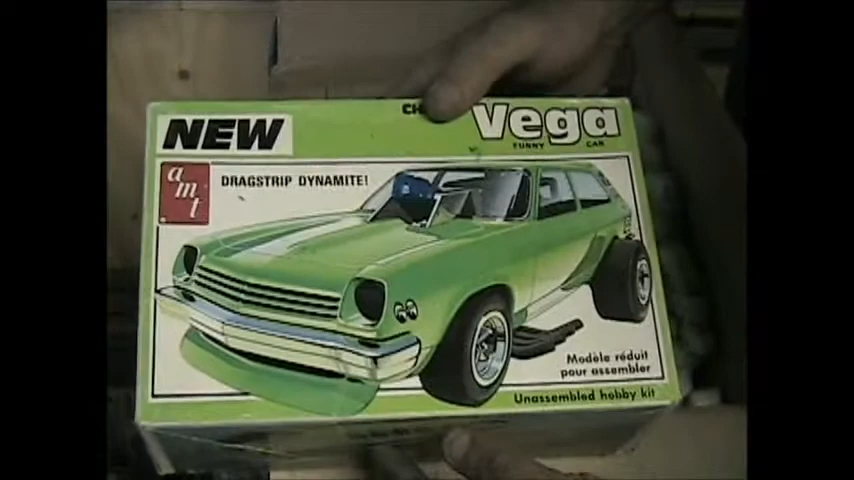 NEW
Vega
FUNNY CAR
amt
DRAGSTRIP DYNAMITE!
Modèle réduit
pour assembler
Unassembled hobby kit